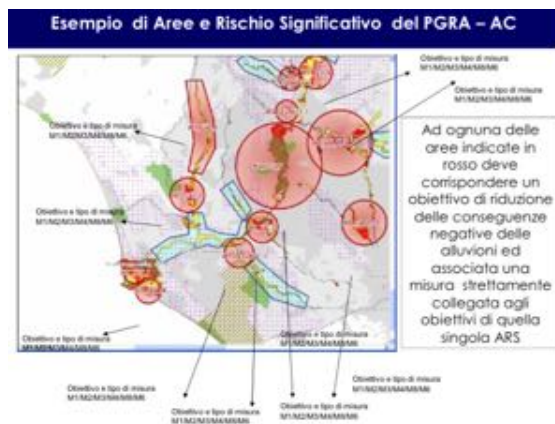 Esempio di Aree e Rischio Significativo del PGRA – AC
Obiettivo e tipo di misura
M1/M2/M3/M4/M5/M6
Obiettivo e tipo di misura
M1/M2/M3/M4/M5/M6
Obiettivo e tipo di misura
M1/M2/M3/M4/M5/M6
Obiettivo e tipo di misura
M1/M2/M3/M4/M5/M6
Ad ognuna delle
aree indicate in
rosso deve
corrispondere un
obiettivo di riduzione
delle conseguenze
negative delle
alluvioni ed
associata una
misura strettamente
collegata agli
obiettivi di quella
singola ARS
Obiettivo e tipo di misura
Obiettivo e tipo di misura
M1/M2/M3/M4/M5/M6
Obiettivo e tipo di misura
M1/M2/M3/M4/M5/M6
Obiettivo e tipo di misura
M1/M2/M3/M4/M5/M6
Obiettivo e tipo di misura
M1/M2/M3/M4/M5/M6
Obiettivo e tipo di misura
M1/M2/M3/M4/M5/M6